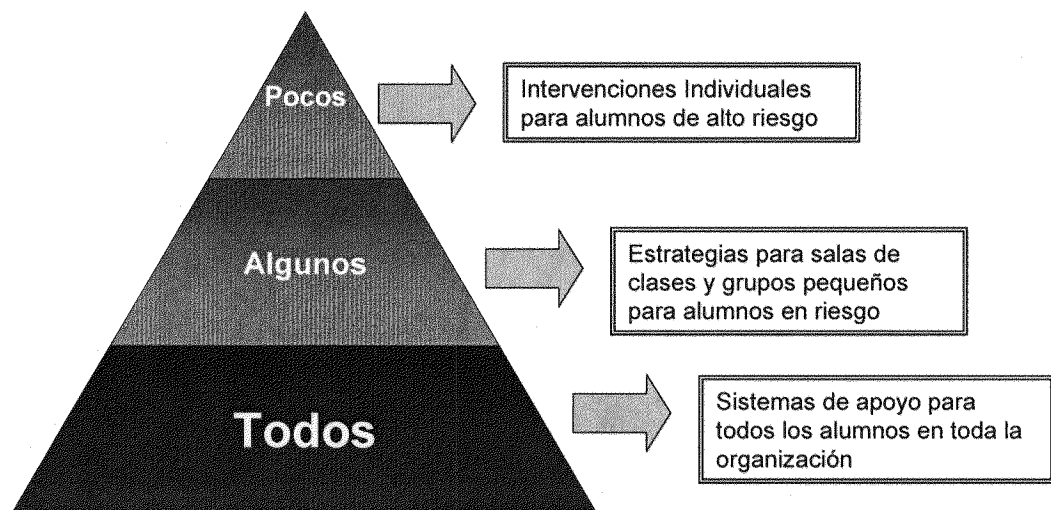 Pocos
Intervenciones Individuales
para alumnos de alto riesgo
Algunos
Estrategias para salas de
clases y grupos pequeños
para alumnos en riesgo
Todos
Sistemas de apoyo para
todos los alumnos en toda la
organización